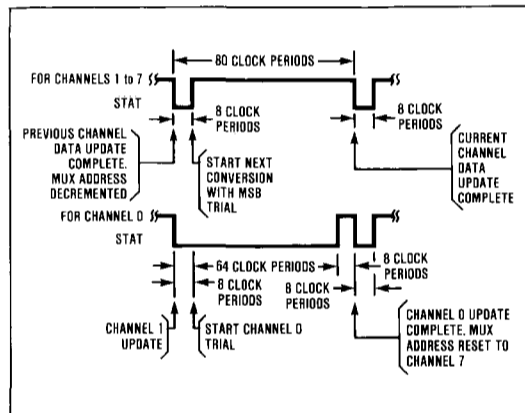 80 CLOCK PERIODS
FOR CHANNELS 1 to 7
STAT
8 CLOCK
PERIODS
8 CLOCK
PERIODS
PREVIOUS CHANNEL
DATA UPDATE
COMPLETE.
MUX ADDRESS
DECREMENTED
START NEXT
CONVERSION
WITH MSB
TRIAL
CURRENT
CHANNEL
DATA
UPDATE
COMPLETE
FOR CHANNEL 0
STAT
64 CLOCK PERIODS
8 CLOCK
PERIODS
8 CLOCK
PERIODS
8 CLOCK
PERIODS
CHANNEL 1
UPDATE
START CHANNEL 0
TRIAL
CHANNEL 0 UPDATE
COMPLETE. MUX
ADDRESS RESET TO
CHANNEL 7